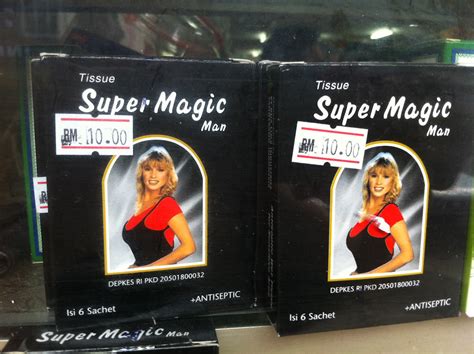 Tissue
Super Magic
Man
RM 10.00
DEPKES RI PKD 20501800032
+ANTISEPTIC
Isi 6 Sachet
Tissue
Super Magic
Man
RM 10.00
DEPKES RI PKD 20501800032
+ANTISEPTIC
Isi 6 Sachet
Super Magic Man